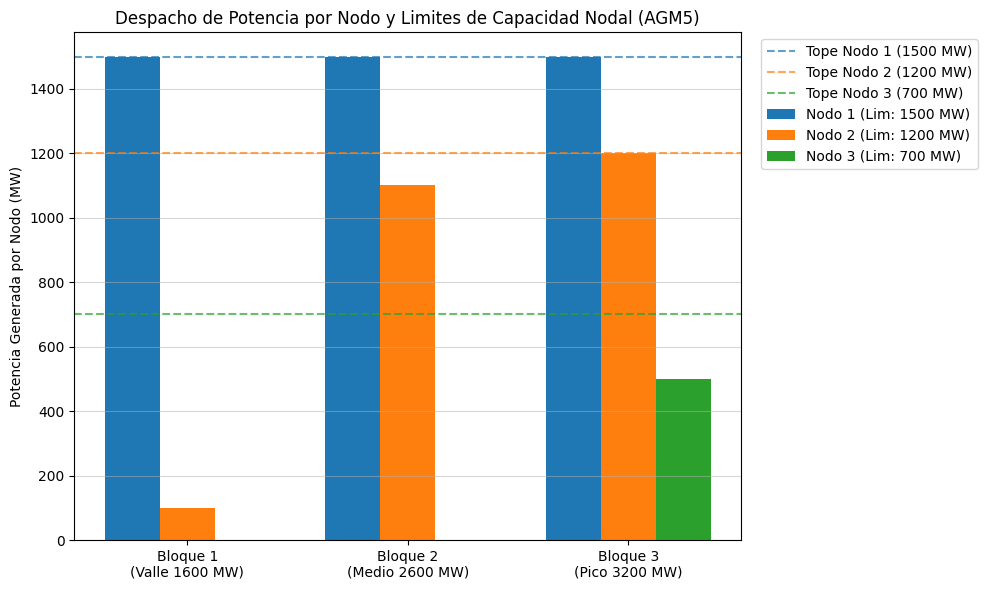 Despacho de Potencia por Nodo y Limites de Capacidad Nodal (AGM5)
Potencia Generada por Nodo (MW)
1400
1200
1000
800
600
400
200
0
Bloque 1
(Valle 1600 MW)
Bloque 2
(Medio 2600 MW)
Bloque 3
(Pico 3200 MW)
Tope Nodo 1 (1500 MW)
Tope Nodo 2 (1200 MW)
Tope Nodo 3 (700 MW)
Nodo 1 (Lim: 1500 MW)
Nodo 2 (Lim: 1200 MW)
Nodo 3 (Lim: 700 MW)